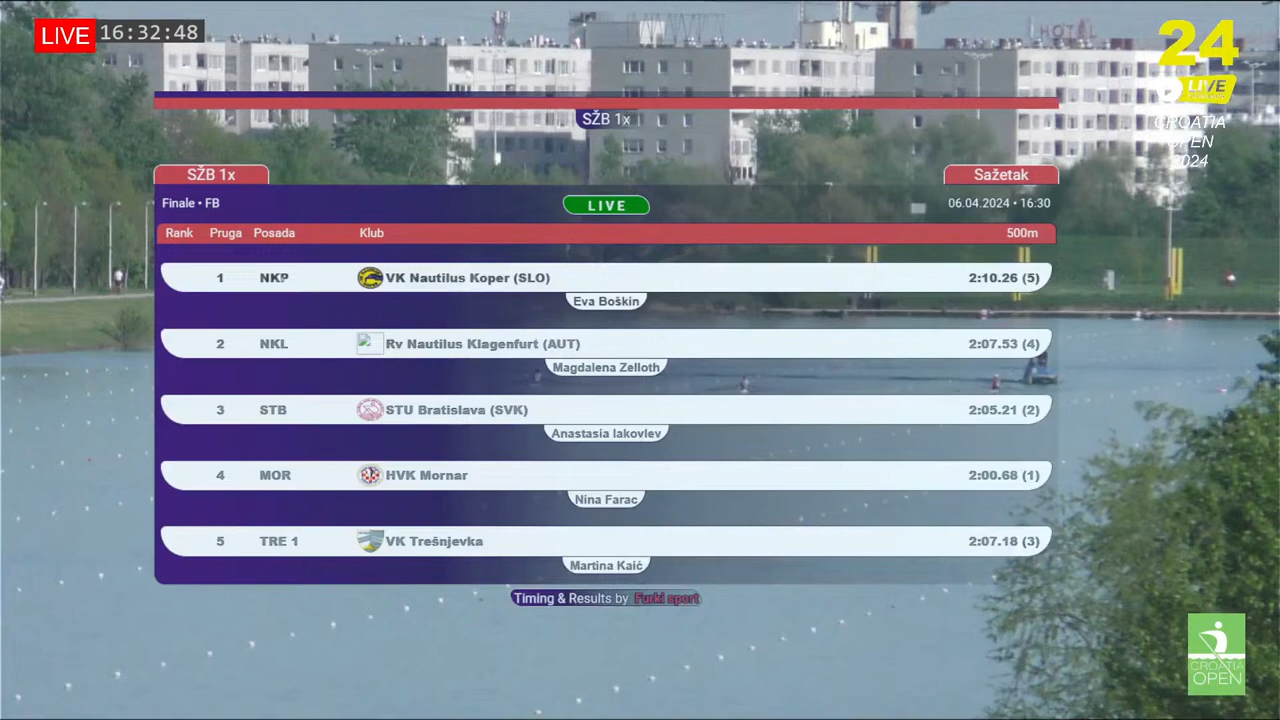 LIVE 16:32:48
HOTEL
24
LIVE
CROATIA
OPEN
2024
SŽB 1x
SŽB 1x
Sažetak
Finale • FB
LIVE
06.04.2024 • 16:30
Rank Pruga Posada Klub 500m
1 NKP VK Nautilus Koper (SLO) 2:10.26 (5)
Eva Boškin
2 NKL Rv Nautilus Klagenfurt (AUT) 2:07.53 (4)
Magdalena Zelloth
3 STB STU Bratislava (SVK) 2:05.21 (2)
Anastasia Iakovlev
4 MOR HVK Mornar 2:00.68 (1)
Nina Farac
5 TRE 1 VK Trešnjevka 2:07.18 (3)
Martina Kaić
Timing & Results by Furki sport
CROATIA
OPEN